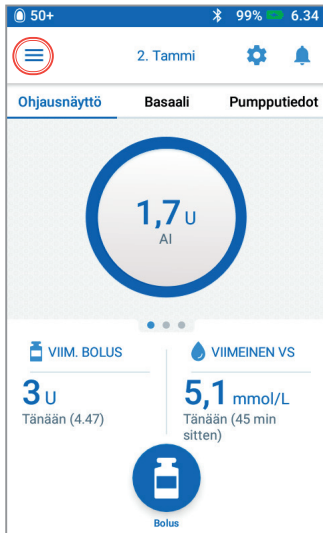 50+ 99% 6.34
2. Tammi
Ohjausnäyttö Basaali Pumpputiedot
1,7 U
AI
VIIM. BOLUS
3 U
Tänään (4.47)
VIIMEINEN VS
5,1 mmol/L
Tänään (45 min
sitten)
Bolus